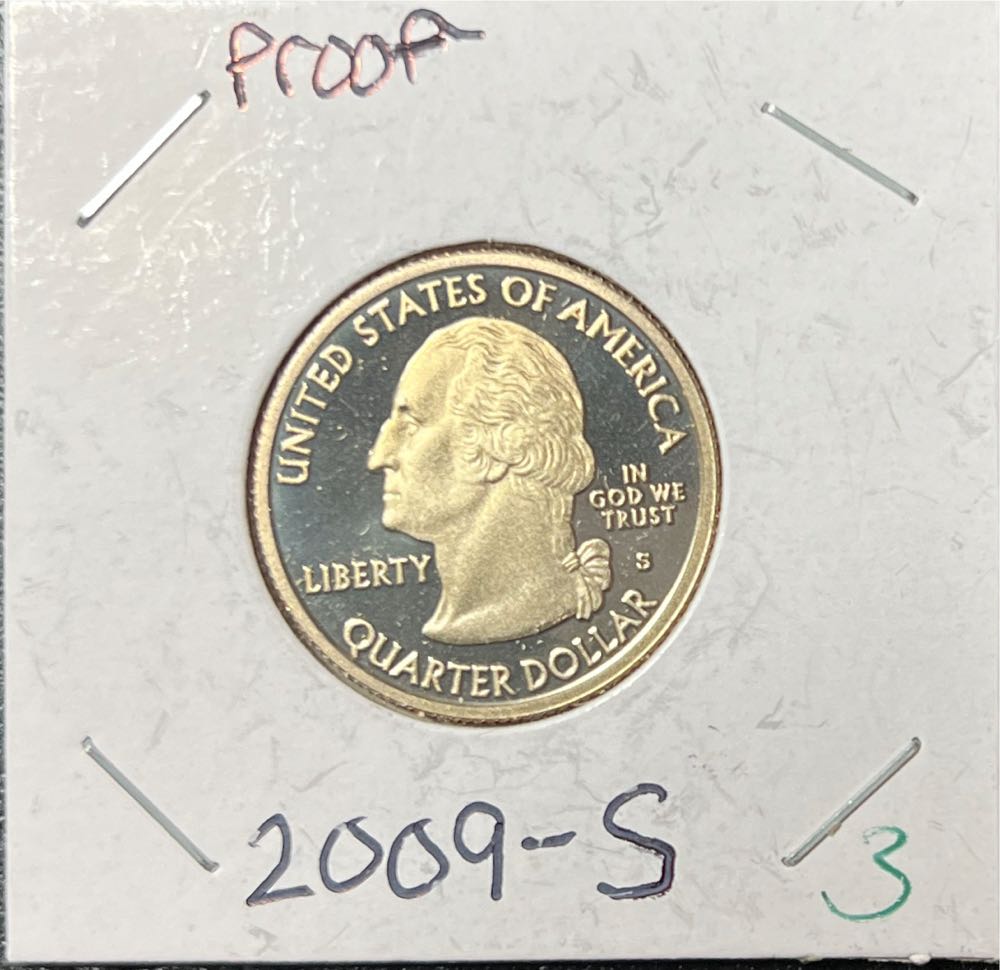 Proof
UNITED STATES OF AMERICA
IN
GOD WE
TRUST
S
LIBERTY
QUARTER DOLLAR
2009-S
3